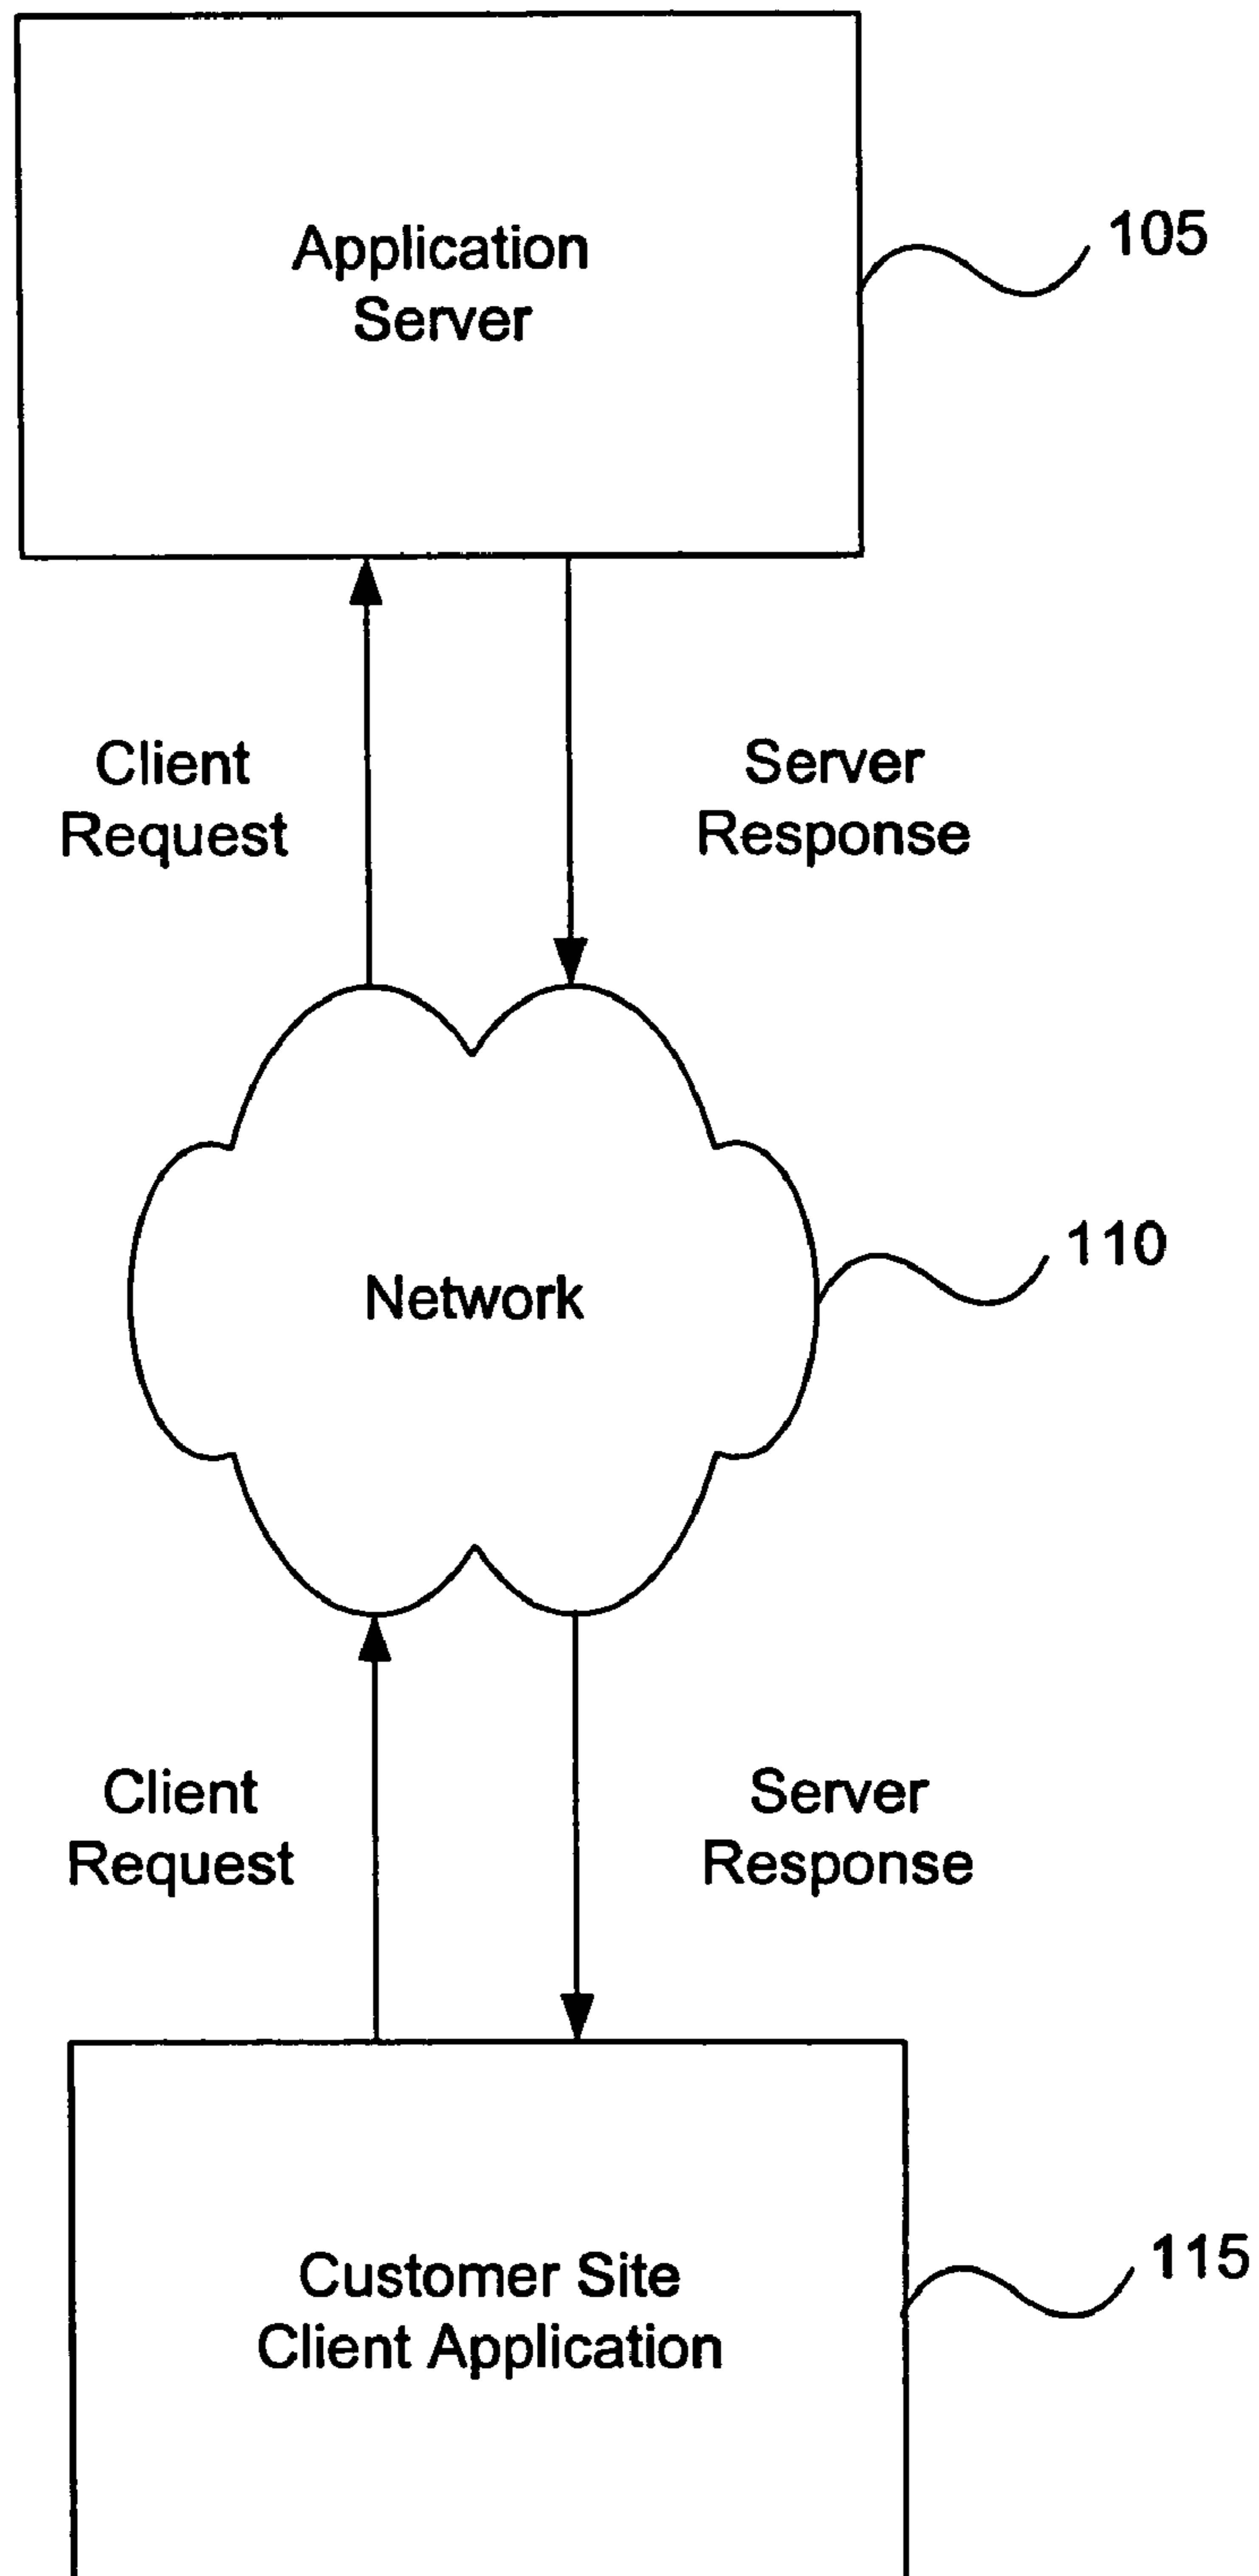 Application
Server
105
Client
Request
Server
Response
Network
110
Client
Request
Server
Response
Customer Site
Client Application
115